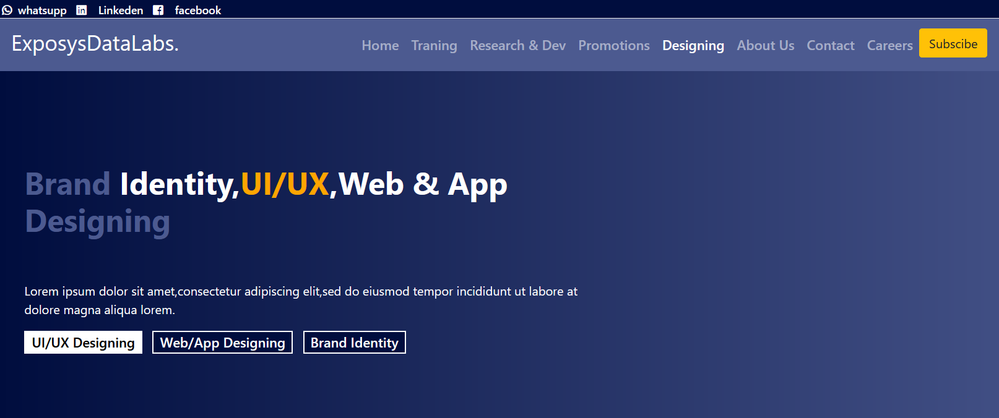 whatsupp Linkeden facebook
ExposysDataLabs. Home Traning Research & Dev Promotions Designing About Us Contact Careers Subscibe
Brand Identity,UI/UX,Web & App
Designing
Lorem ipsum dolor sit amet,consectetur adipiscing elit,sed do eiusmod tempor incididunt ut labore at
dolore magna aliqua lorem.
UI/UX Designing Web/App Designing Brand Identity